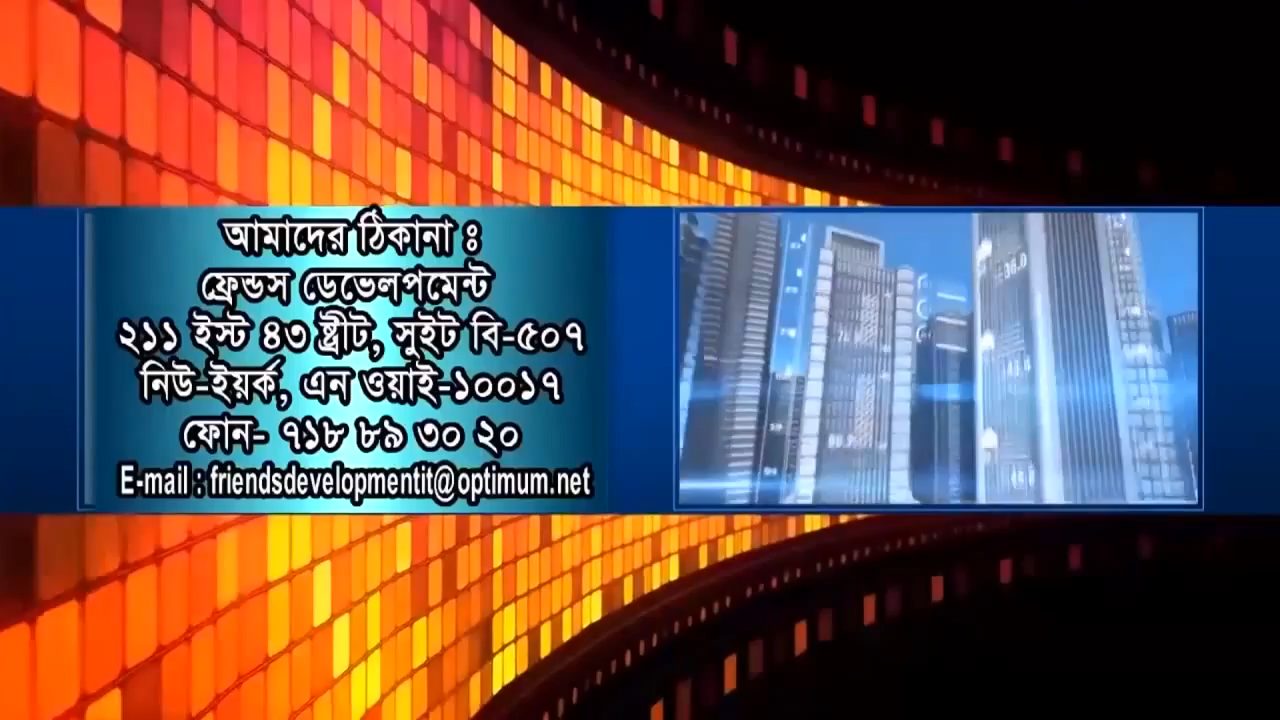 আমাদের ঠিকানা ঃ
ফ্রেন্ডস ডেভেলপমেন্ট
২১১ ইস্ট ৪৩ ষ্ট্রীট, সুইট বি-৫০৭
নিউ-ইয়র্ক, এন ওয়াই-১০০১৭
ফোন- ৭১৮ ৮৯ ৩০ ২০
E-mail : friendsdevelopmentit@optimum.net